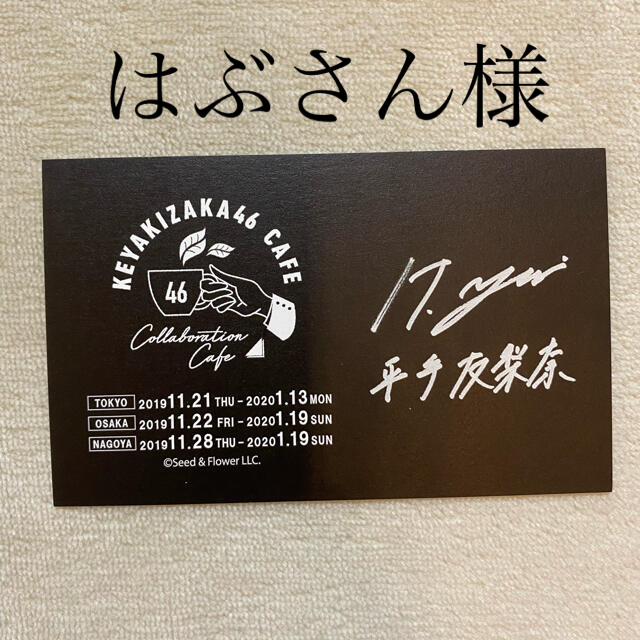 はぶさん様
KEYAKIZAKA46 CAFE
46
Collaboration
Cafe
平手友梨奈
TOKYO 2019 11.21 THU - 2020 1.13 MON
OSAKA 2019 11.22 FRI - 2020 1.19 SUN
NAGOYA 2019 11.28 THU - 2020 1.19 SUN
©Seed & Flower LLC.